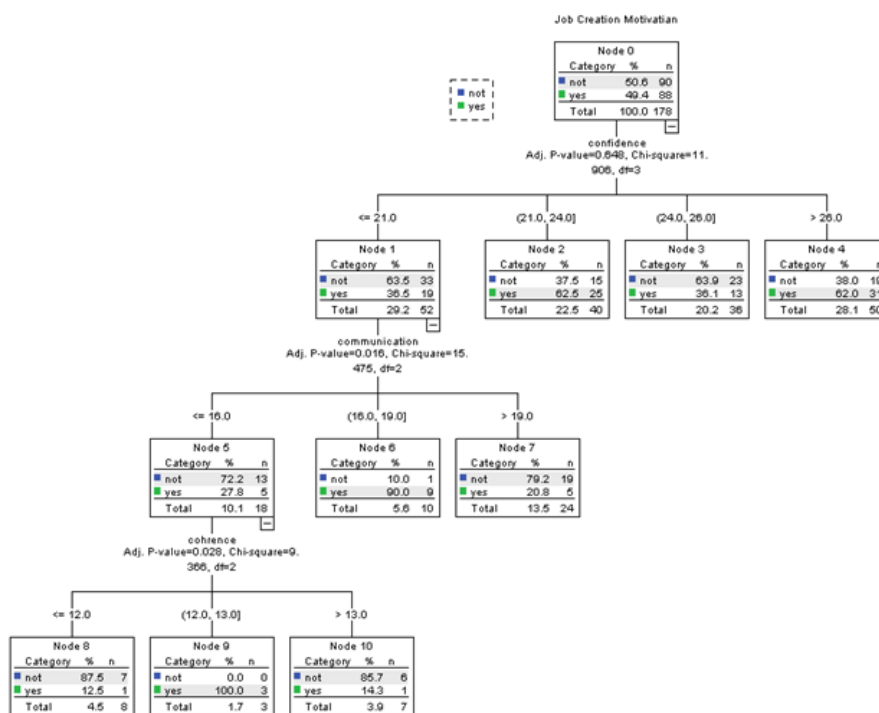 Job Creation Motivatian
Node 0
Category % n
not 50.6 90
yes 49.4 88
Total 100.0 178
not
yes
confidence
Adj. P-value=0.648, Chi-square=11.
906, df=3
<= 21.0
(21.0, 24.0]
(24.0, 26.0]
> 26.0
Node 1
Category % n
not 63.5 33
yes 36.5 19
Total 29.2 52
Node 2
Category % n
not 37.5 15
yes 62.5 25
Total 22.5 40
Node 3
Category % n
not 63.9 23
yes 36.1 13
Total 20.2 36
Node 4
Category % n
not 38.0 19
yes 62.0 31
Total 28.1 50
communication
Adj. P-value=0.016, Chi-square=15.
475, df=2
<= 16.0
(16.0, 19.0]
> 19.0
Node 5
Category % n
not 72.2 13
yes 27.8 5
Total 10.1 18
Node 6
Category % n
not 10.0 1
yes 90.0 9
Total 5.6 10
Node 7
Category % n
not 79.2 19
yes 20.8 5
Total 13.5 24
cohrence
Adj. P-value=0.028, Chi-square=9.
366, df=2
<= 12.0
(12.0, 13.0]
> 13.0
Node 8
Category % n
not 87.5 7
yes 12.5 1
Total 4.5 8
Node 9
Category % n
not 0.0 0
yes 100.0 3
Total 1.7 3
Node 10
Category % n
not 85.7 6
yes 14.3 1
Total 3.9 7